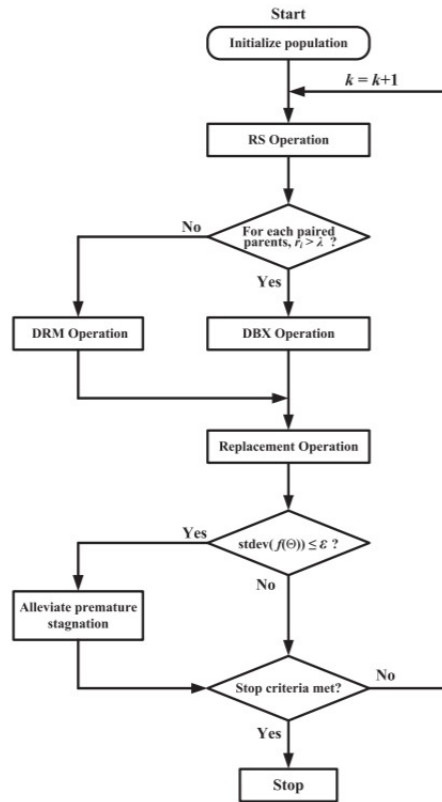 Start
Initialize population
k = k+1
RS Operation
No
For each paired
parents, rᵢ > λ ?
Yes
DRM Operation
DBX Operation
Replacement Operation
Yes
stdev( f(Θ)) ≤ ε ?
No
Alleviate premature
stagnation
Stop criteria met?
No
Yes
Stop